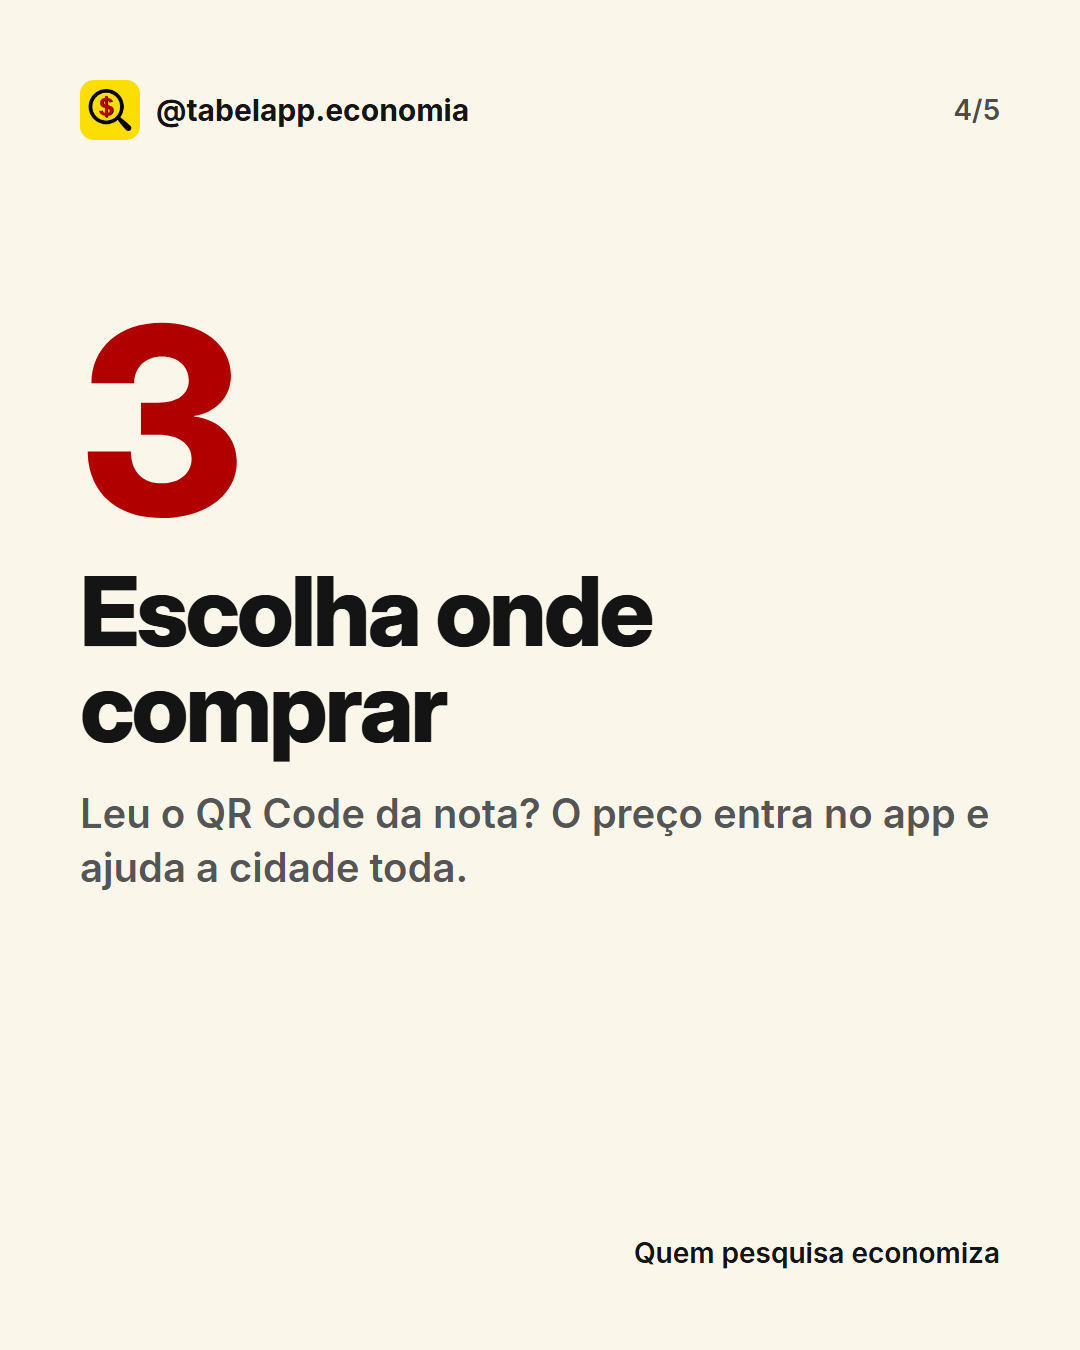 $
@tabelapp.economia
4/5
3
Escolha onde
comprar
Leu o QR Code da nota? O preço entra no app e
ajuda a cidade toda.
Quem pesquisa economiza